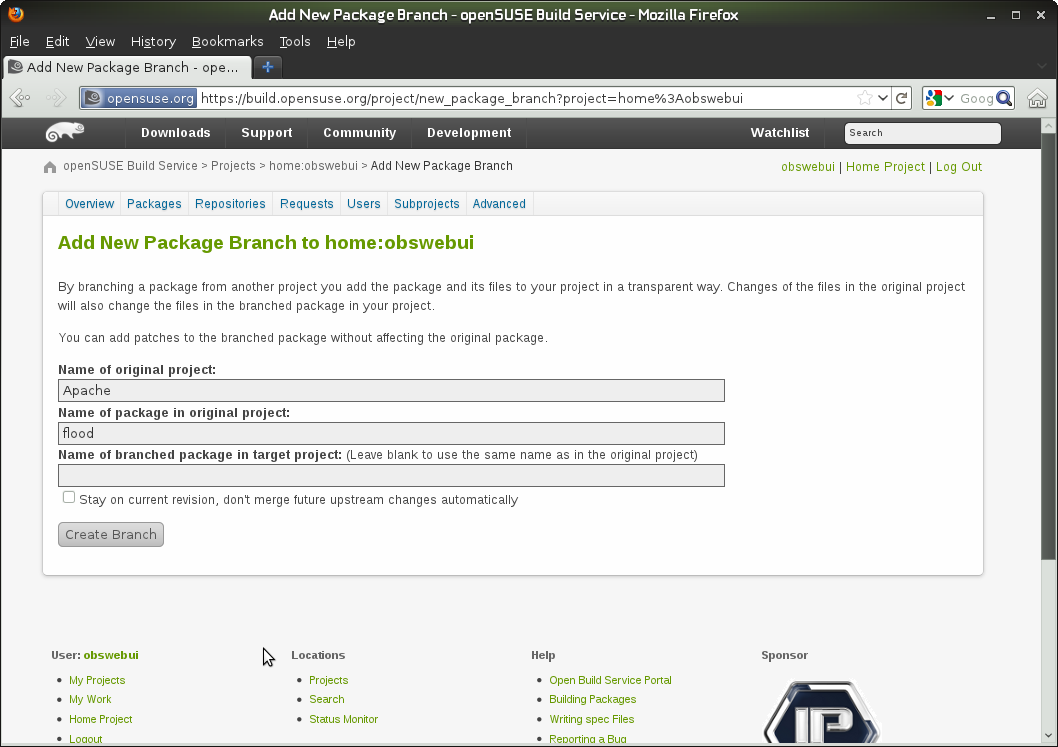 Add New Package Branch - openSUSE Build Service - Mozilla Firefox
File Edit View History Bookmarks Tools Help
Add New Package Branch - ope...
opensuse.org https://build.opensuse.org/project/new_package_branch?project=home%3Aobswebui Goog
Downloads Support Community Development Watchlist Search
openSUSE Build Service > Projects > home:obswebui > Add New Package Branch
obswebui | Home Project | Log Out
Overview Packages Repositories Requests Users Subprojects Advanced
Add New Package Branch to home:obswebui
By branching a package from another project you add the package and its files to your project in a transparent way. Changes of the files in the original project
will also change the files in the branched package in your project.
You can add patches to the branched package without affecting the original package.
Name of original project:
Apache
Name of package in original project:
flood
Name of branched package in target project: (Leave blank to use the same name as in the original project)
Stay on current revision, don't merge future upstream changes automatically
Create Branch
User: obswebui
My Projects
My Work
Home Project
Logout
Locations
Projects
Search
Status Monitor
Help
Open Build Service Portal
Building Packages
Writing spec Files
Reporting a Bug
Sponsor
IP